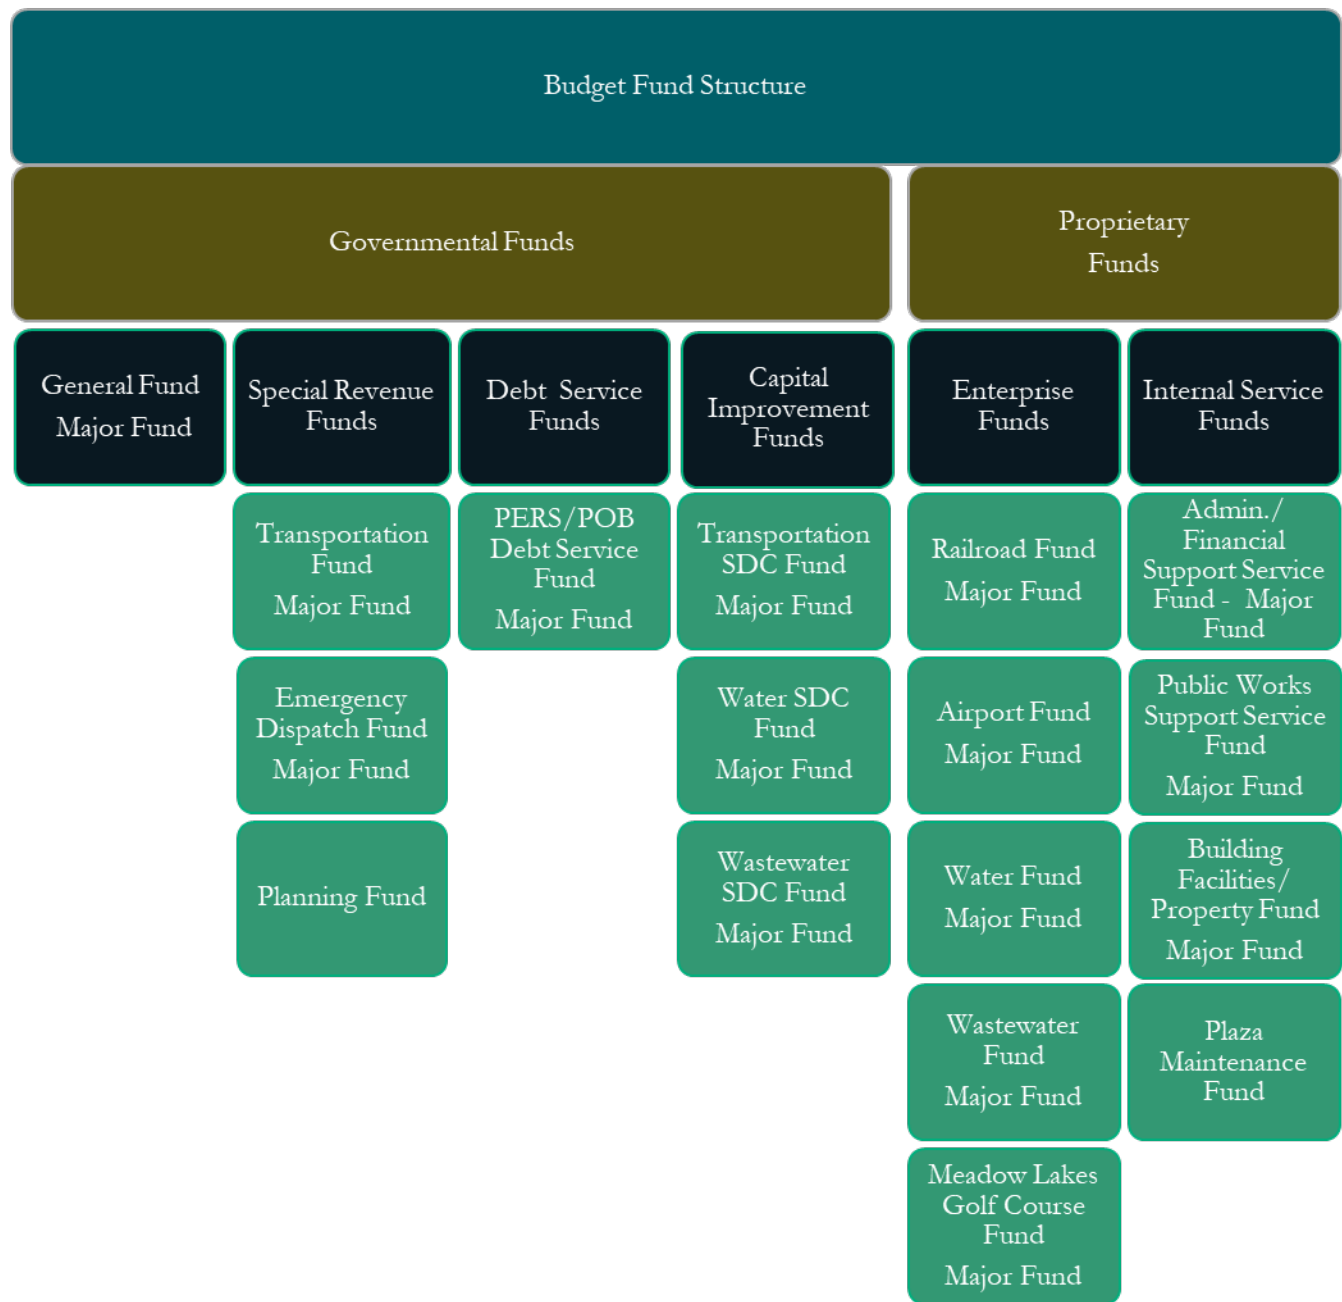 Budget Fund Structure
Governmental Funds
Proprietary
Funds
General Fund
Major Fund
Special Revenue
Funds
Debt Service
Funds
Capital
Improvement
Funds
Enterprise
Funds
Internal Service
Funds
Transportation
Fund
Major Fund
PERS/POB
Debt Service
Fund
Major Fund
Transportation
SDC Fund
Major Fund
Railroad Fund
Major Fund
Admin./
Financial
Support Service
Fund - Major
Fund
Emergency
Dispatch Fund
Major Fund
Water SDC
Fund
Major Fund
Airport Fund
Major Fund
Public Works
Support Service
Fund
Major Fund
Planning Fund
Wastewater
SDC Fund
Major Fund
Water Fund
Major Fund
Building
Facilities/
Property Fund
Major Fund
Wastewater
Fund
Major Fund
Plaza
Maintenance
Fund
Meadow Lakes
Golf Course
Fund
Major Fund